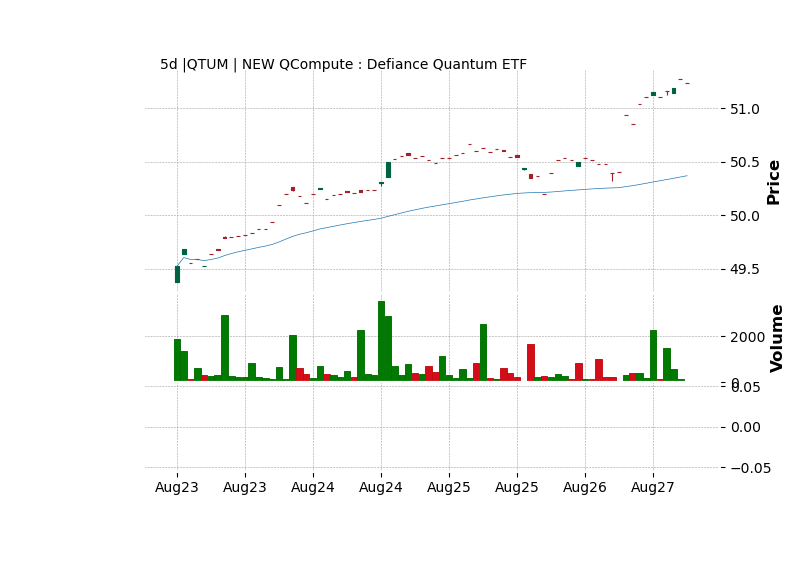 5d |QTUM | NEW QCompute : Defiance Quantum ETF
51.0
50.5
50.0
49.5
Price
2000
0
Volume
0.05
0.00
−0.05
Aug23 Aug23 Aug24 Aug24 Aug25 Aug25 Aug26 Aug27